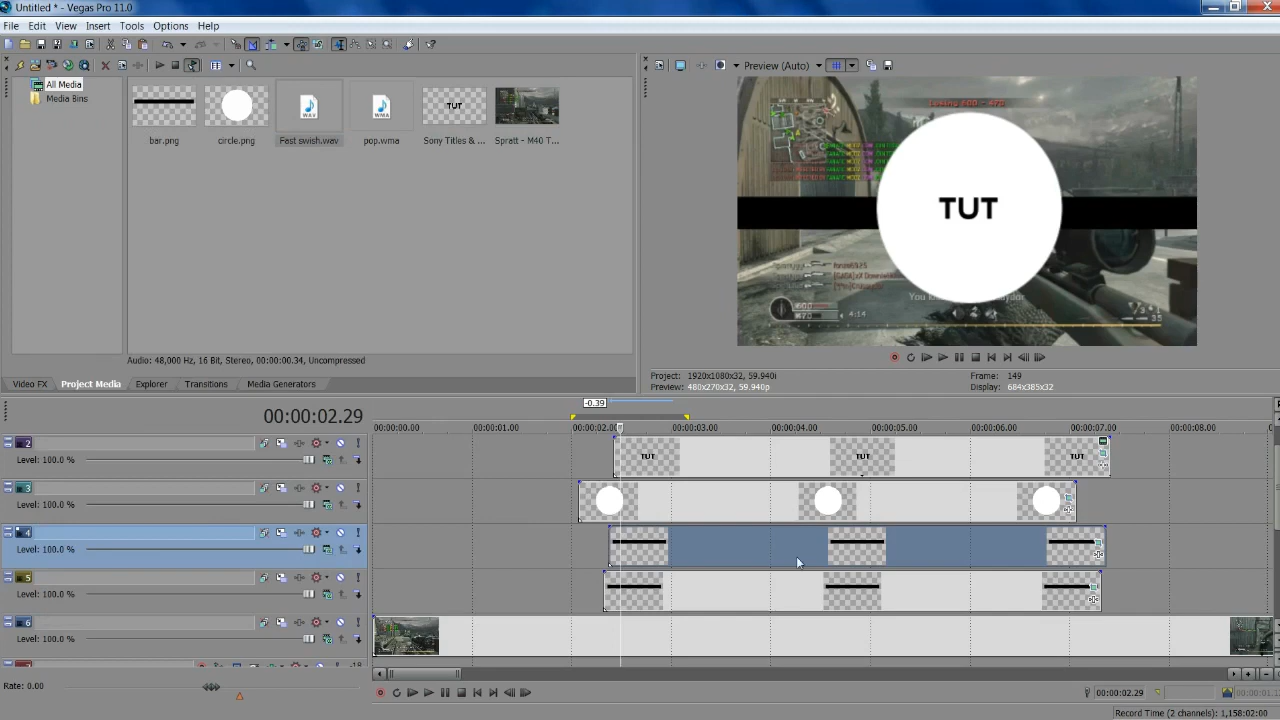 Untitled * - Vegas Pro 11.0
File Edit View Insert Tools Options Help
All Media
Media Bins
TUT
bar.png circle.png Fast swish.wav pop.wma Sony Titles & ... Spratt - M40 T...
Audio: 48,000 Hz, 16 Bit, Stereo, 00:00:00.34, Uncompressed
Video FX Project Media Explorer Transitions Media Generators
Preview (Auto)
TUT
4:14
Project: 1920x1080x32, 59.940i
Preview: 480x270x32, 59.940p
Frame: 149
Display: 684x385x32
00:00:02.29
-0.39
00:00:00.00 00:00:01.00 00:00:02. 00:00:03.00 00:00:04.00 00:00:05.00 00:00:06.00 00:00:07.00 00:00:08.00
2
Level: 100.0 %
TUT TUT TUT
3
Level: 100.0 %
4
Level: 100.0 %
5
Level: 100.0 %
6
Level: 100.0 %
-18
Rate: 0.00
00:00:02.29
Record Time (2 channels): 1,158:02:00